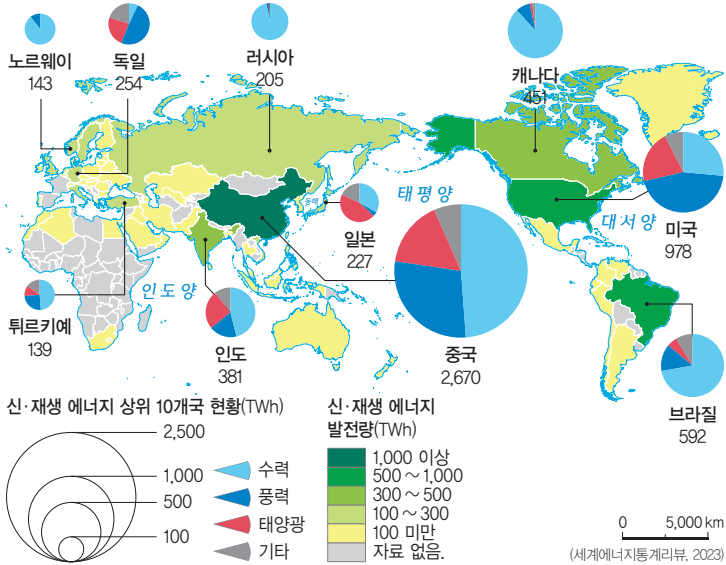 노르웨이
143
독일
254
러시아
205
캐나다
451
태평양
동해
일본
227
대서양
미국
978
인도양
튀르키예
139
인도
381
중국
2,670
브라질
592
신·재생 에너지 상위 10개국 현황(TWh)
2,500
1,000
500
100
수력
풍력
태양광
기타
신·재생 에너지
발전량(TWh)
1,000 이상
500 ~ 1,000
300 ~ 500
100 ~ 300
100 미만
자료 없음.
0 5,000 km
(세계에너지통계리뷰, 2023)